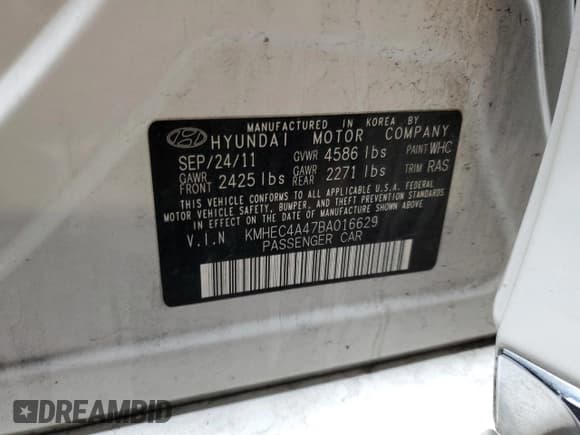 MANUFACTURED IN KOREA BY
HYUNDAI MOTOR COMPANY
SEP/24/11 GVWR 4586 lbs PAINT WHC
GAWR FRONT 2425 lbs GAWR REAR 2271 lbs TRIM RAS
THIS VEHICLE CONFORMS TO ALL APPLICABLE U.S.A. FEDERAL
MOTOR VEHICLE SAFETY, BUMPER, AND THEFT PREVENTION STANDARDS
IN EFFECT ON THE DATE OF MANUFACTURE SHOWN ABOVE.
V.I.N KMHEC4A47BA016629
PASSENGER CAR
DREAMBID